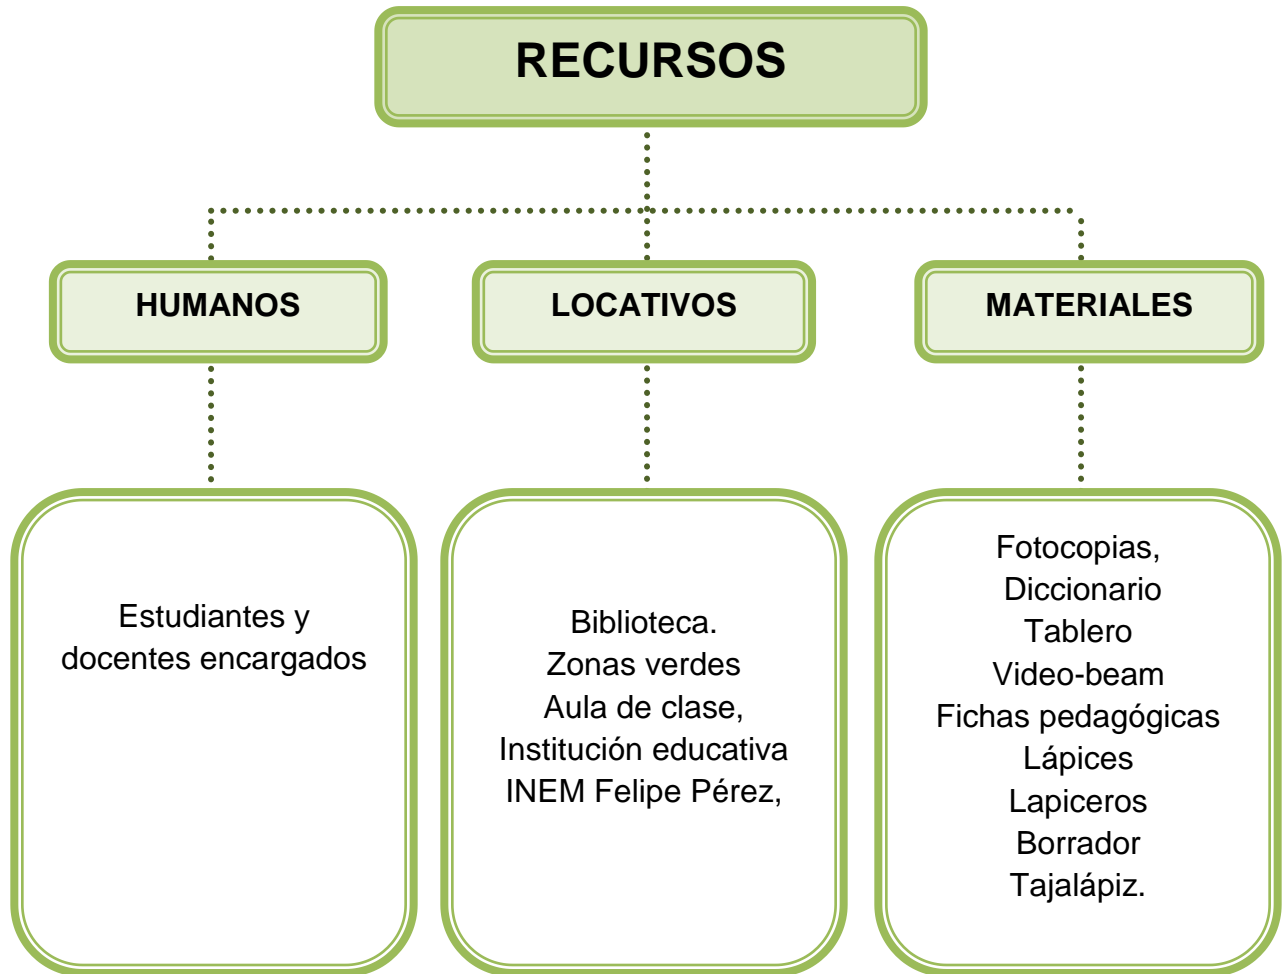 RECURSOS
HUMANOS
LOCATIVOS
MATERIALES
Estudiantes y
docentes encargados
Biblioteca.
Zonas verdes
Aula de clase,
Institución educativa
INEM Felipe Pérez,
Fotocopias,
Diccionario
Tablero
Video-beam
Fichas pedagógicas
Lápices
Lapiceros
Borrador
Tajalápiz.